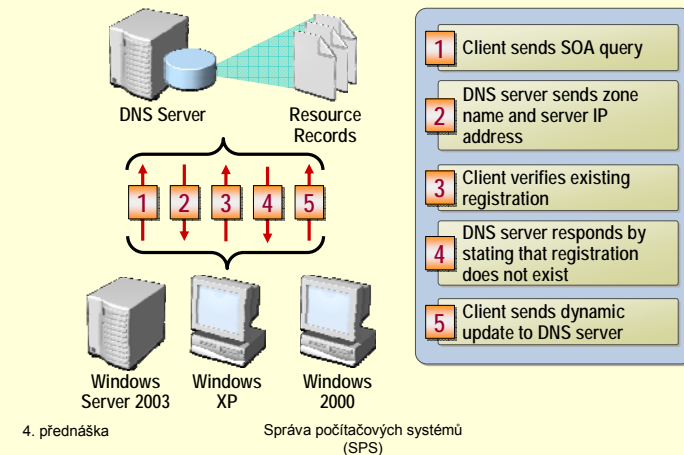 DNS Server
Resource
Records
1 2 3 4 5
Windows
Server 2003
Windows
XP
Windows
2000
1 Client sends SOA query
2 DNS server sends zone
name and server IP
address
3 Client verifies existing
registration
4 DNS server responds by
stating that registration
does not exist
5 Client sends dynamic
update to DNS server
4. přednáška
Správa počítačových systémů
(SPS)